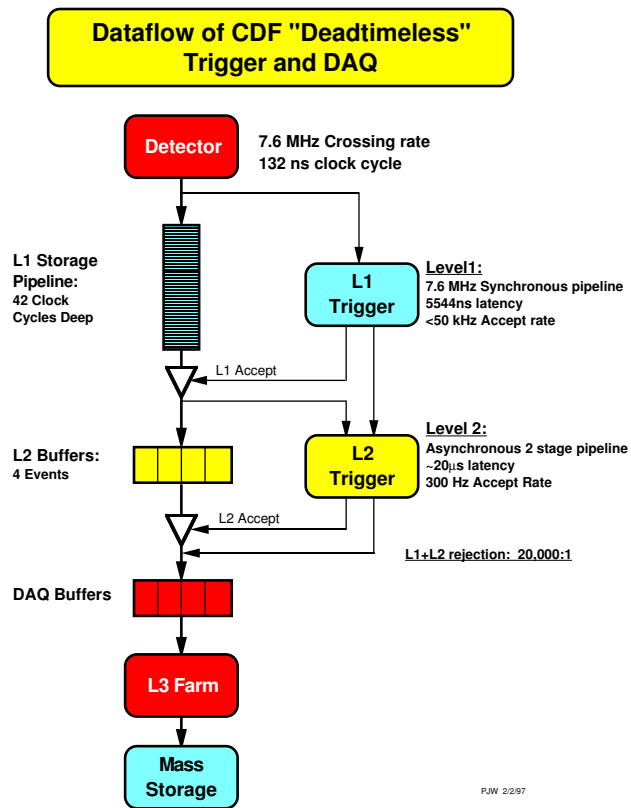 Dataflow of CDF "Deadtimeless"
Trigger and DAQ
Detector
7.6 MHz Crossing rate
132 ns clock cycle
L1 Storage
Pipeline:
42 Clock
Cycles Deep
L1
Trigger
Level1:
7.6 MHz Synchronous pipeline
5544ns latency
<50 kHz Accept rate
L1 Accept
L2 Buffers:
4 Events
L2
Trigger
Level 2:
Asynchronous 2 stage pipeline
~20μs latency
300 Hz Accept Rate
L2 Accept
L1+L2 rejection: 20,000:1
DAQ Buffers
L3 Farm
Mass
Storage
PJW 2/2/97